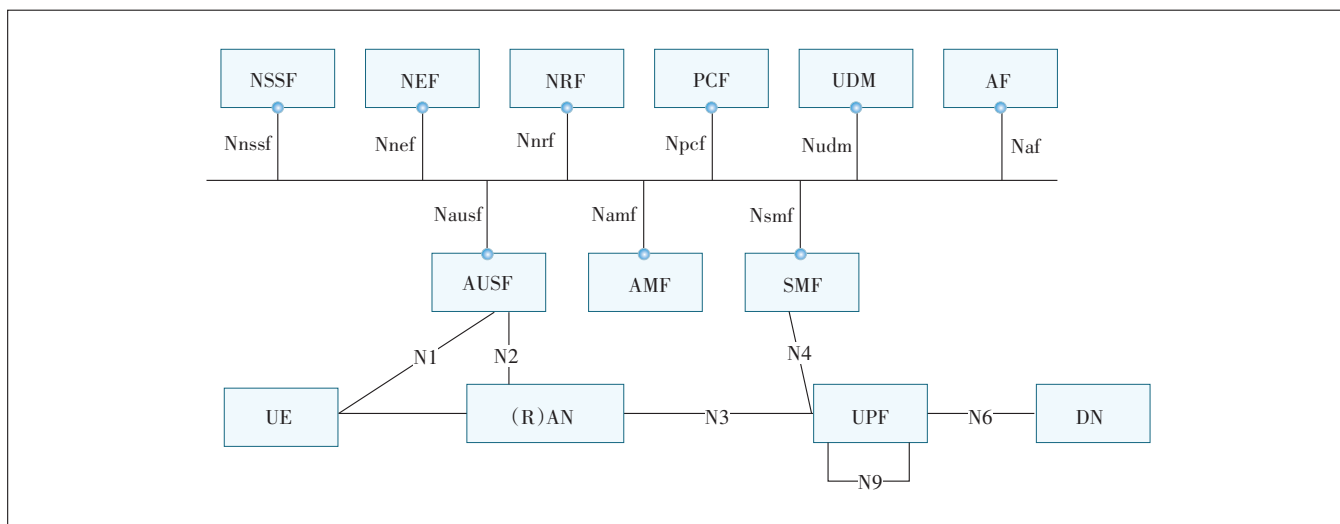 NSSF NEF NRF PCF UDM AF
Nnssf Nnef Nnrf Npcf Nudm Naf
Nausf Namf Nsmf
AUSF AMF SMF
N1 N2 N4
UE (R)AN N3 UPF N6 DN
N9